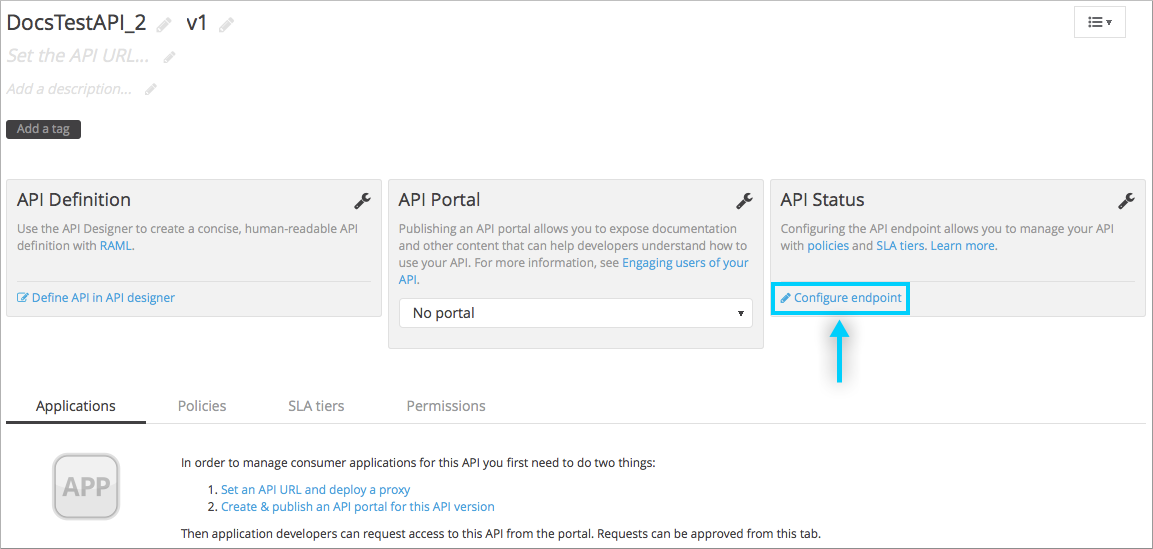 DocsTestAPI_2 v1
Set the API URL...
Add a description...
Add a tag
API Definition
Use the API Designer to create a concise, human-readable API
definition with RAML.
Define API in API designer
API Portal
Publishing an API portal allows you to expose documentation
and other content that can help developers understand how to
use your API. For more information, see Engaging users of your
API.
No portal
API Status
Configuring the API endpoint allows you to manage your API
with policies and SLA tiers. Learn more.
Configure endpoint
Applications Policies SLA tiers Permissions
APP
In order to manage consumer applications for this API you first need to do two things:
1. Set an API URL and deploy a proxy
2. Create & publish an API portal for this API version
Then application developers can request access to this API from the portal. Requests can be approved from this tab.